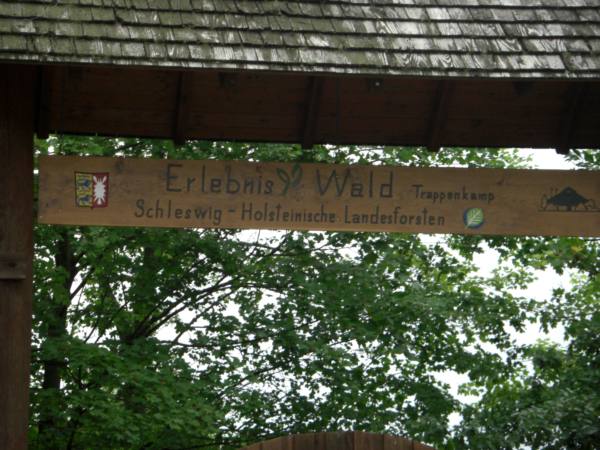 Erlebnis Wald Trappenkamp
Schleswig-Holsteinische Landesforsten